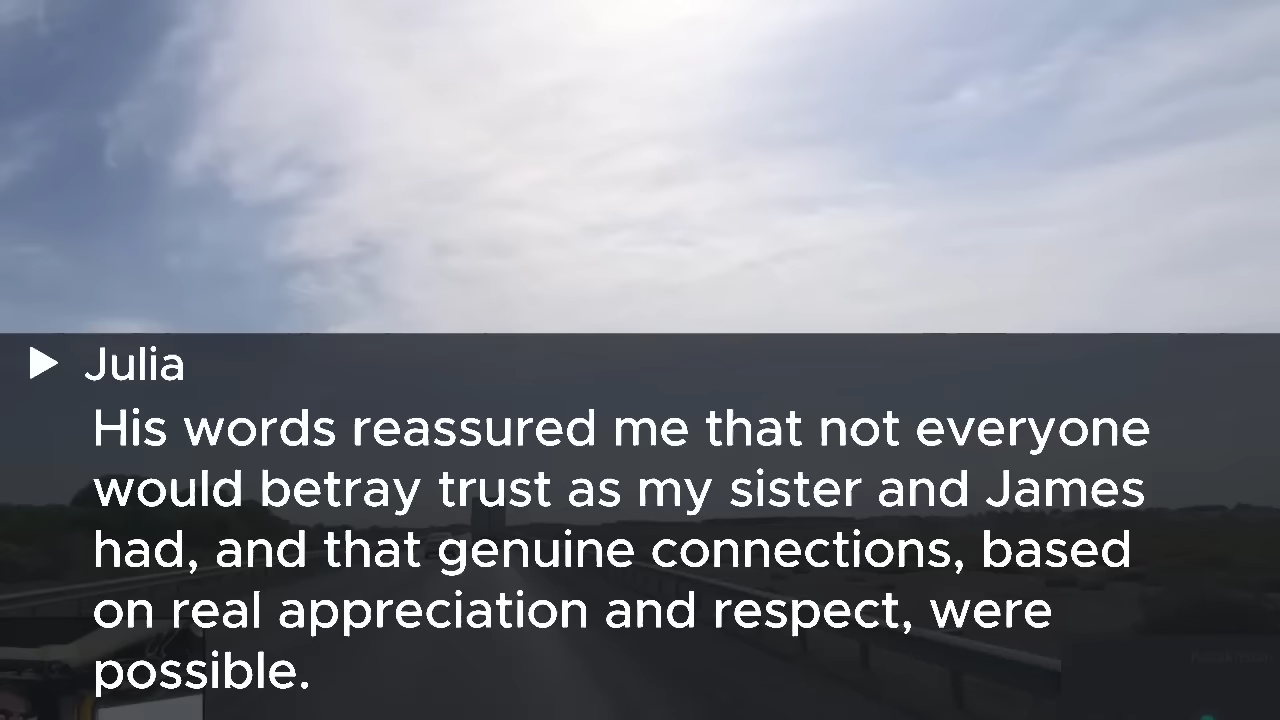 Julia
His words reassured me that not everyone
would betray trust as my sister and James
had, and that genuine connections, based
on real appreciation and respect, were
possible.